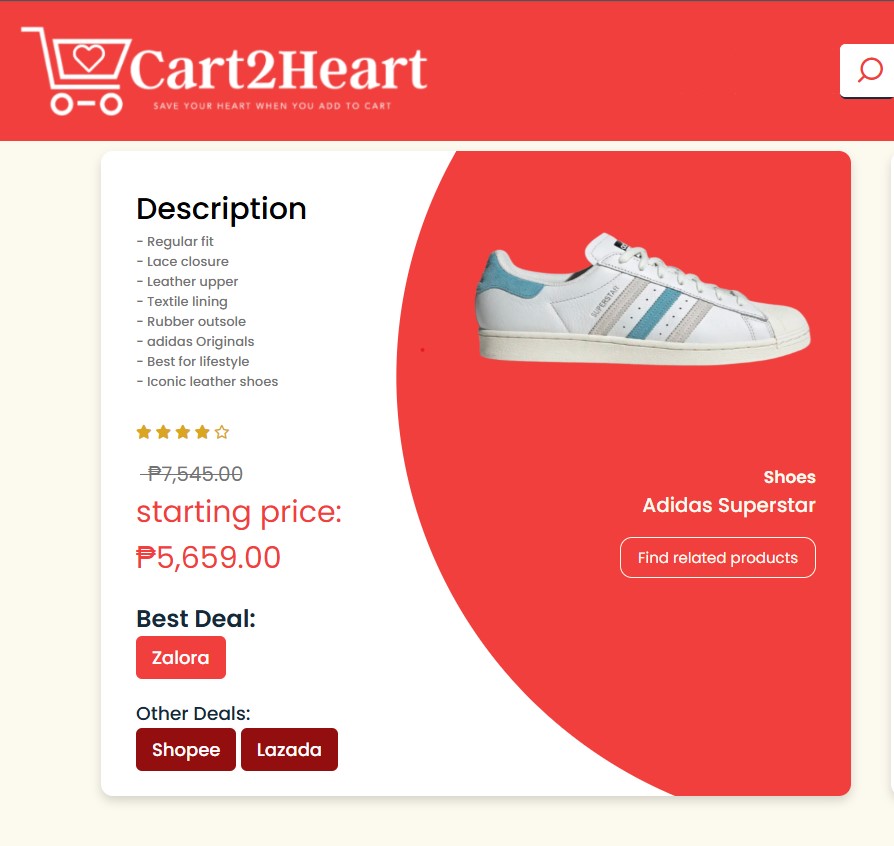 Cart2Heart
SAVE YOUR HEART WHEN YOU ADD TO CART
Description
- Regular fit
- Lace closure
- Leather upper
- Textile lining
- Rubber outsole
- adidas Originals
- Best for lifestyle
- Iconic leather shoes
₱7,545.00
starting price:
₱5,659.00
Best Deal:
Zalora
Other Deals:
Shopee Lazada
SUPERSTAR
Shoes
Adidas Superstar
Find related products